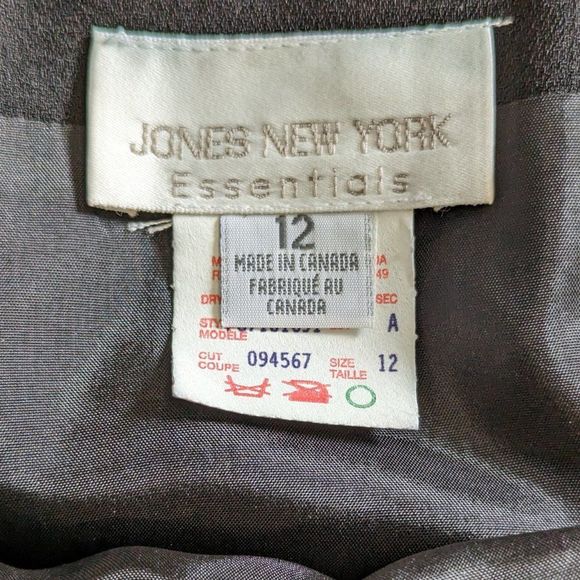 JONES NEW YORK
Essentials
12
MADE IN CANADA
FABRIQUÉ AU
CANADA
49
DRY SEC
A
MODELE
CUT
COUPE 094567 SIZE
TAILLE 12